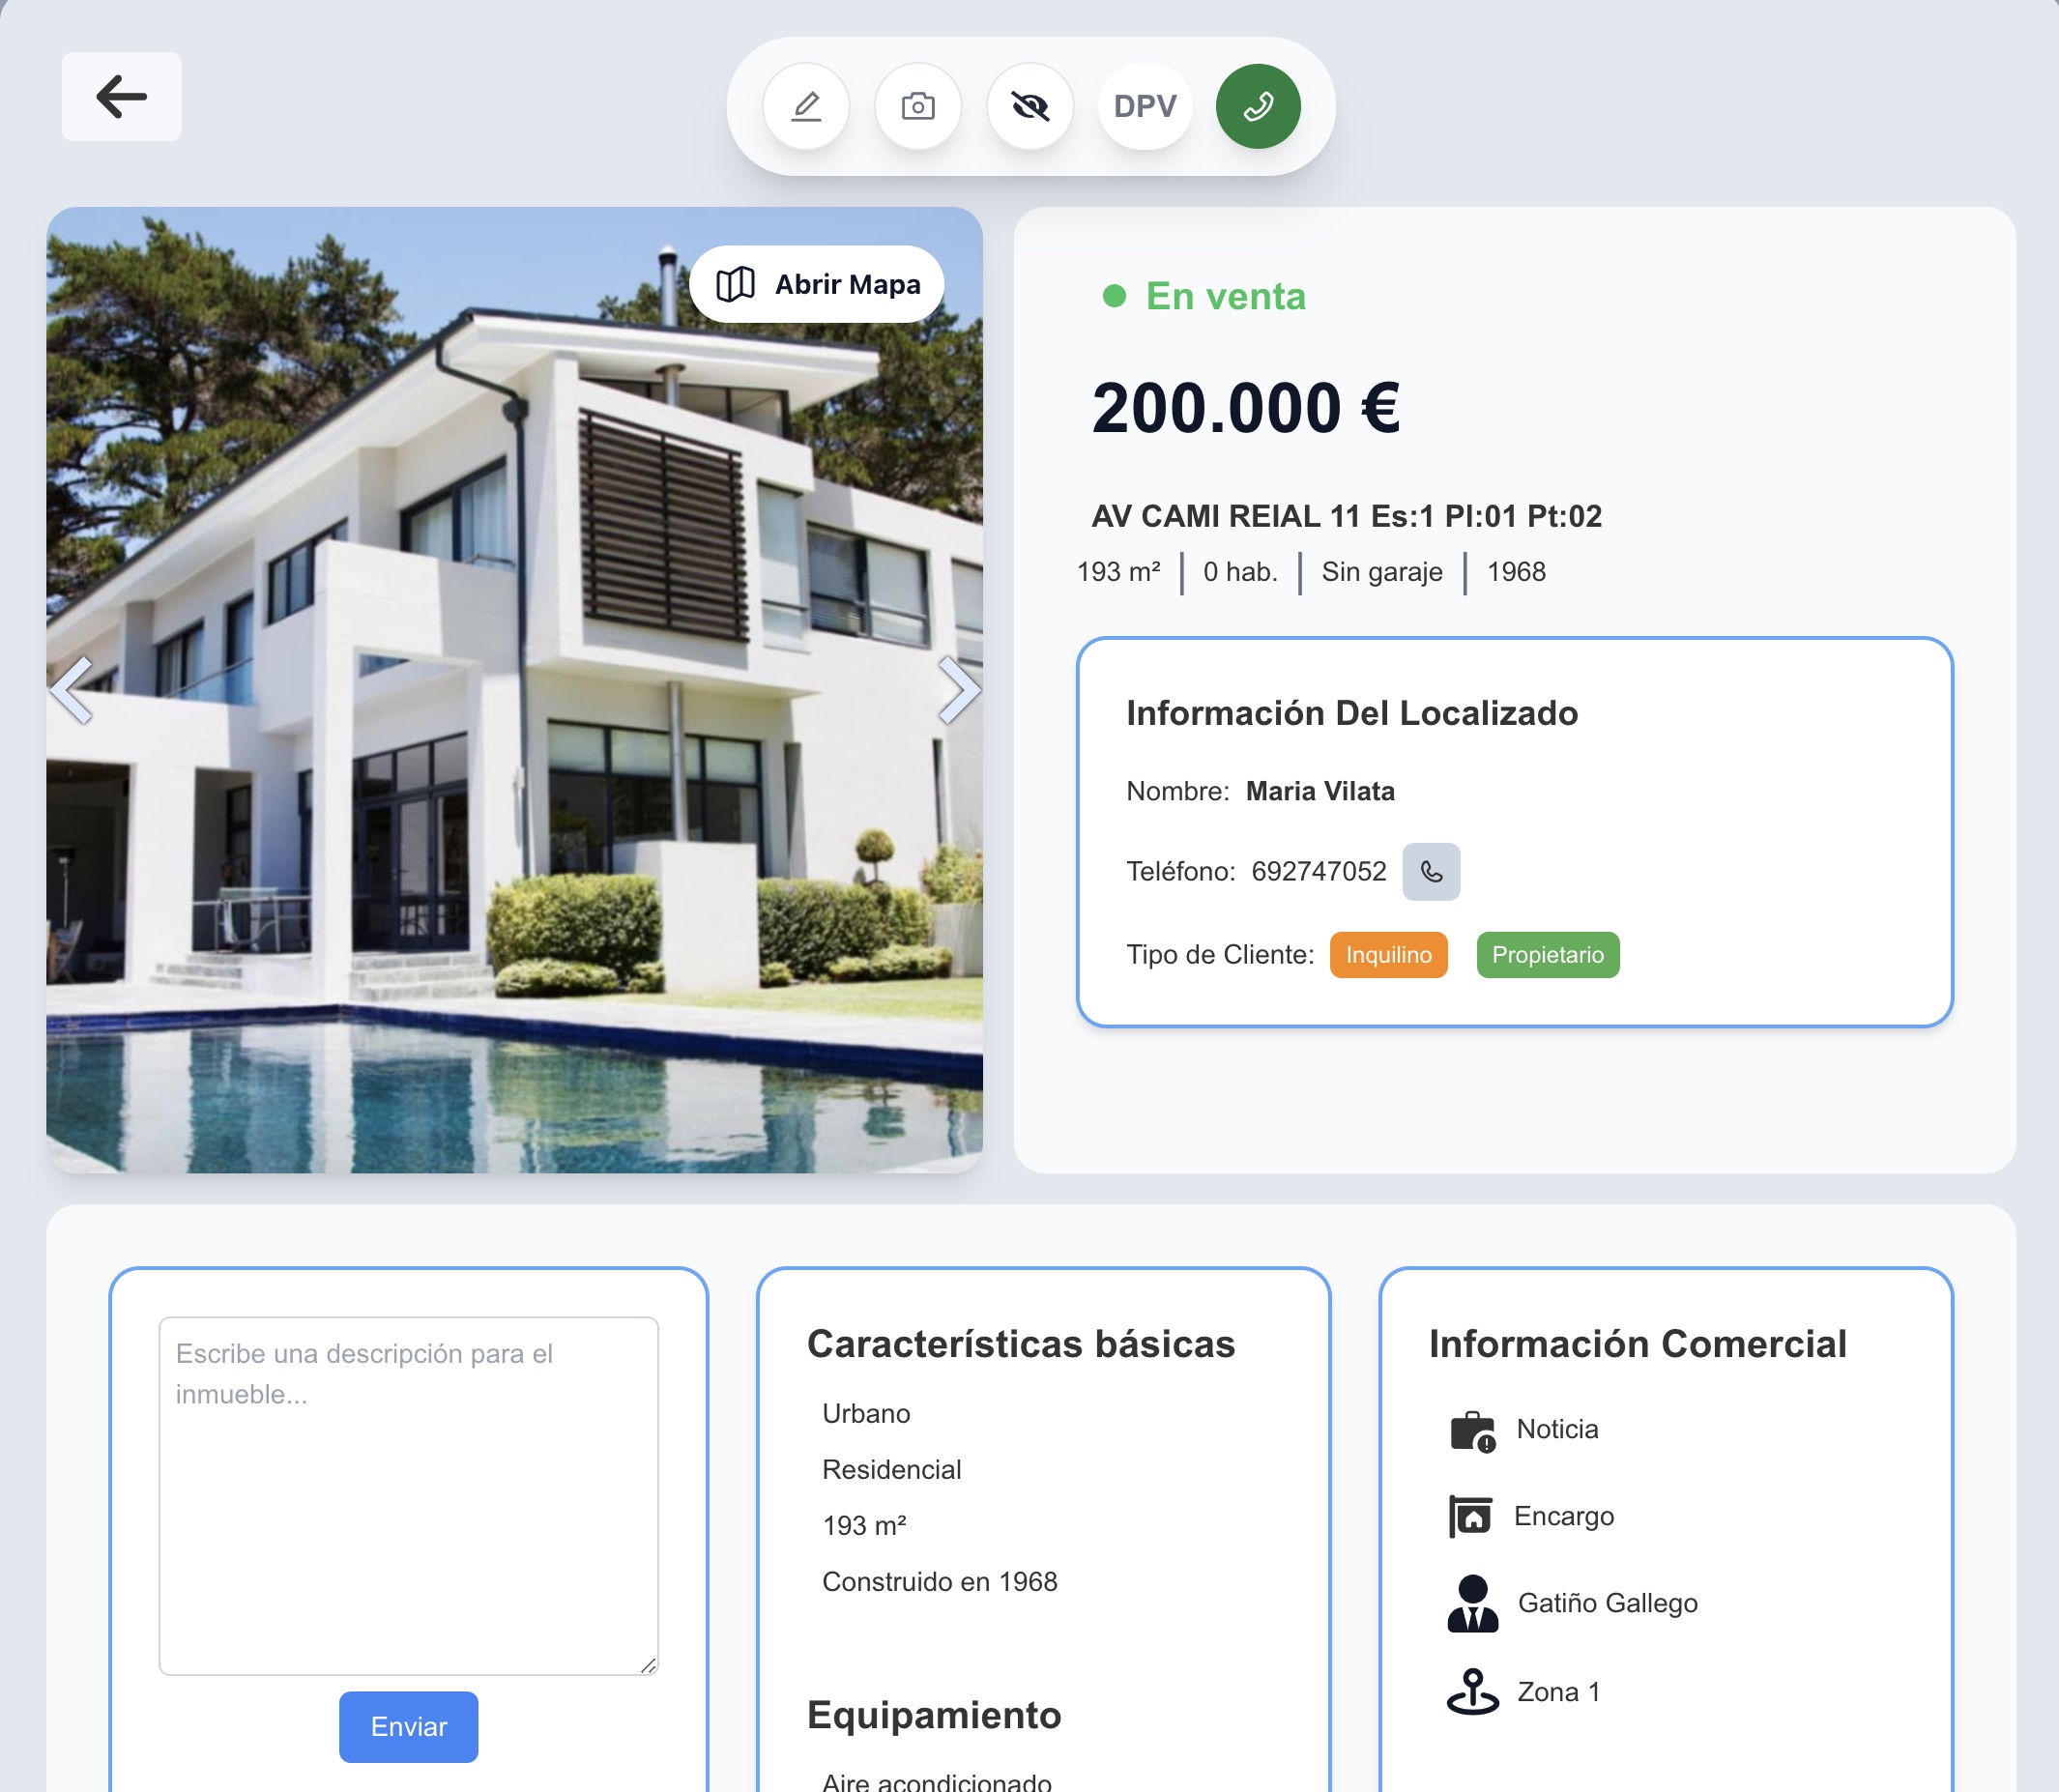 DPV
Abrir Mapa
En venta
200.000 €
AV CAMI REIAL 11 Es:1 Pl:01 Pt:02
193 m² | 0 hab. | Sin garaje | 1968
Información Del Localizado
Nombre: Maria Vilata
Teléfono: 692747052
Tipo de Cliente: Inquilino Propietario
Escribe una descripción para el
inmueble...
Enviar
Características básicas
Urbano
Residencial
193 m²
Construido en 1968
Equipamiento
Aire acondicionado
Información Comercial
Noticia
Encargo
Gatiño Gallego
Zona 1